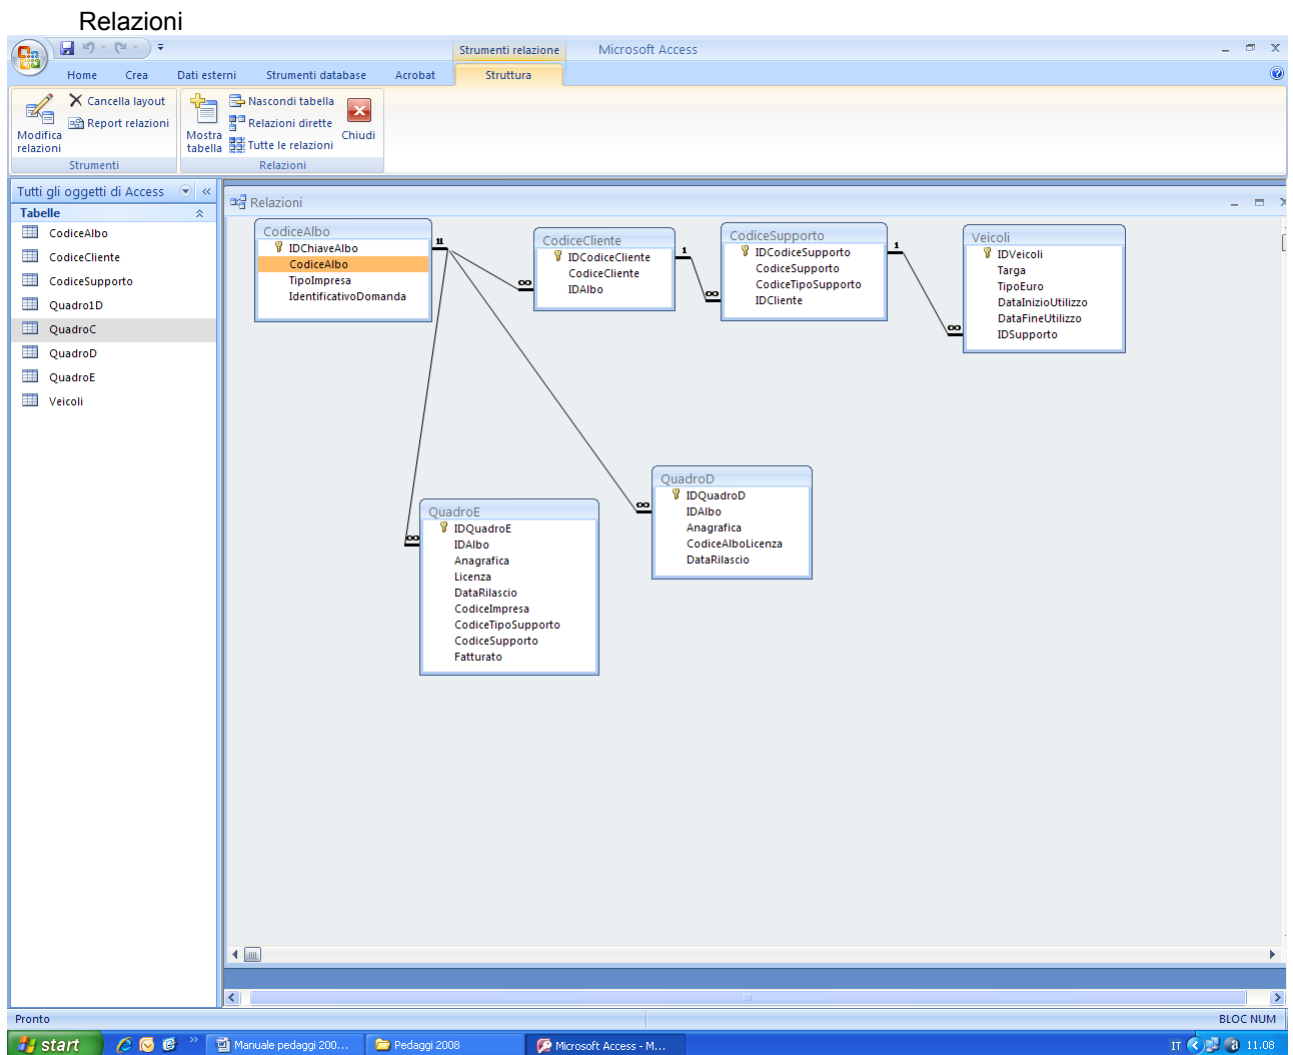 Relazioni
Strumenti relazione
Microsoft Access
Home
Crea
Dati esterni
Strumenti database
Acrobat
Struttura
Modifica relazioni
Cancella layout
Report relazioni
Strumenti
Mostra tabella
Nascondi tabella
Relazioni dirette
Tutte le relazioni
Chiudi
Relazioni
Tutti gli oggetti di Access
Tabelle
CodiceAlbo
CodiceCliente
CodiceSupporto
Quadro1D
QuadroC
QuadroD
QuadroE
Veicoli
Relazioni
CodiceAlbo
IDChiaveAlbo
CodiceAlbo
TipoImpresa
IdentificativoDomanda
CodiceCliente
IDCodiceCliente
CodiceCliente
IDAlbo
CodiceSupporto
IDCodiceSupporto
CodiceSupporto
CodiceTipoSupporto
IDCliente
Veicoli
IDVeicoli
Targa
TipoEuro
DataInizioUtilizzo
DataFineUtilizzo
IDSupporto
1
∞
1
∞
1
∞
∞
∞
QuadroE
IDQuadroE
IDAlbo
Anagrafica
Licenza
DataRilascio
CodiceImpresa
CodiceTipoSupporto
CodiceSupporto
Fatturato
QuadroD
IDQuadroD
IDAlbo
Anagrafica
CodiceAlboLicenza
DataRilascio
Pronto
BLOC NUM
start
Manuale pedaggi 200...
Pedaggi 2008
Microsoft Access - M...
IT
11.08